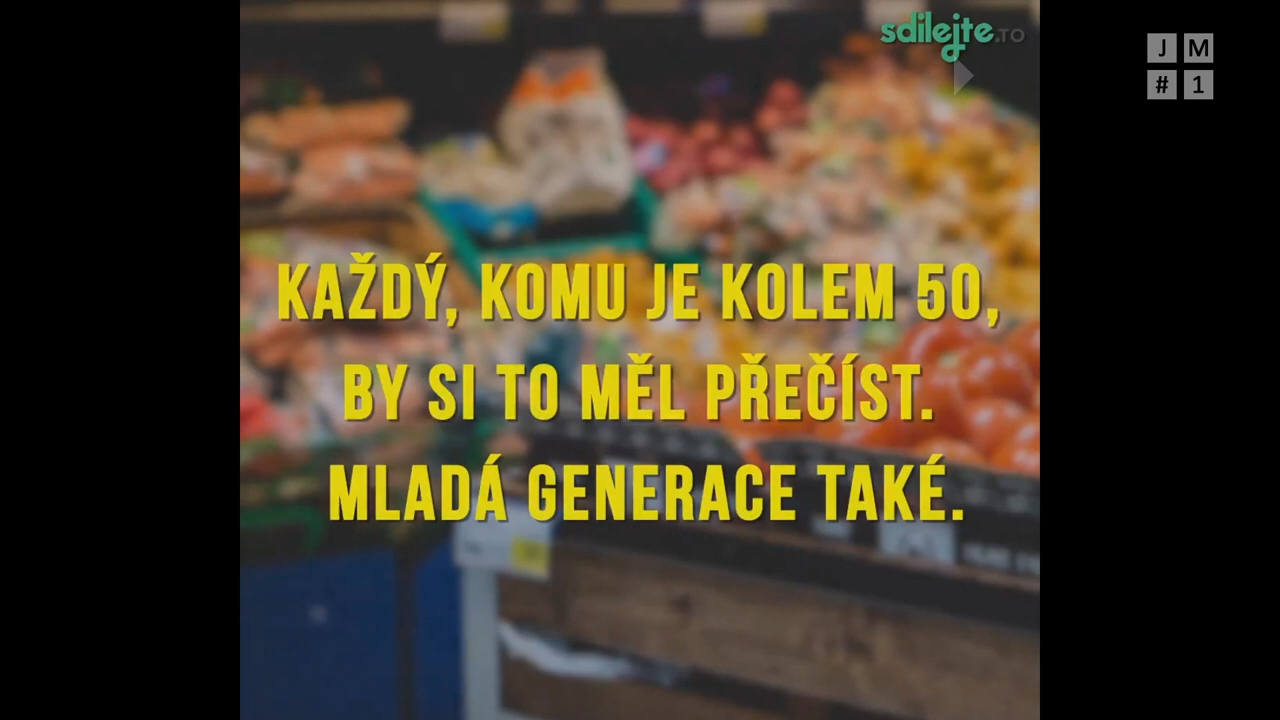 sdilejte.TO
J M
# 1
KAŽDÝ, KOMU JE KOLEM 50,
BY SI TO MĚL PŘEČÍST.
MLADÁ GENERACE TAKÉ.